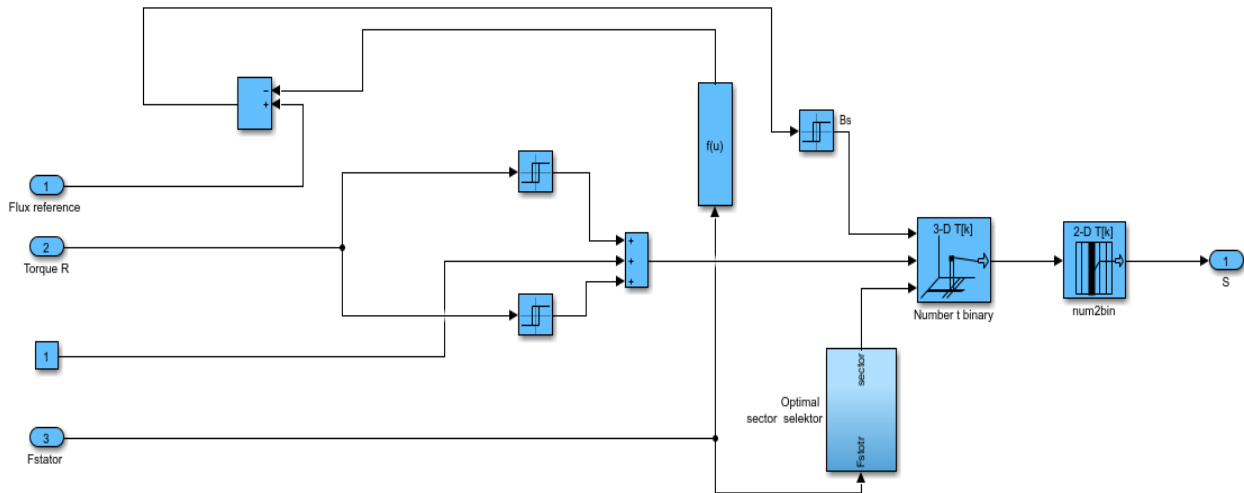 Bs
−
+
f(u)
1
Flux reference
2
Torque R
+
+
+
3-D T[k]
Number t binary
2-D T[k]
num2bin
1
S
1
sector
Optimal
sector selektor
Fstotr
3
Fstator